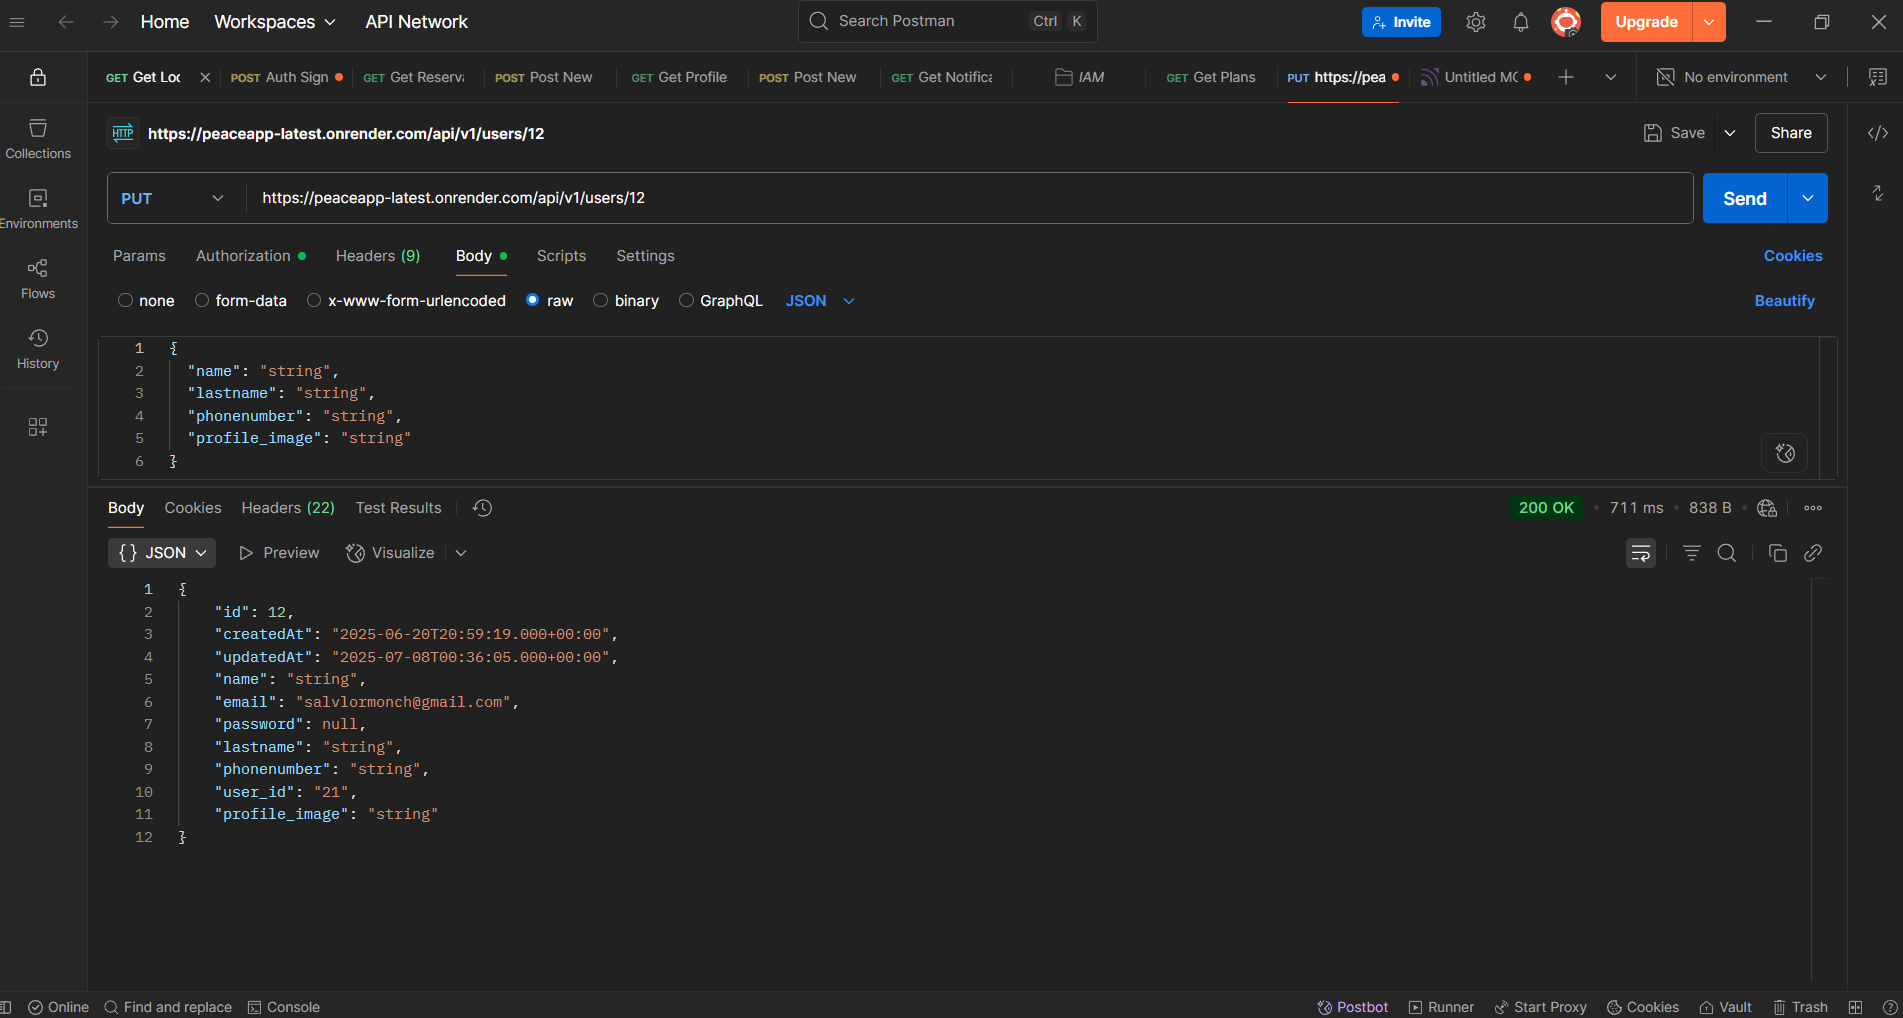 Home Workspaces API Network Search Postman Ctrl K Invite Upgrade
GET Get Loc POST Auth Sign GET Get Reserva POST Post New GET Get Profile POST Post New GET Get Notifica IAM GET Get Plans PUT https://pea Untitled MQ No environment
HTTP https://peaceapp-latest.onrender.com/api/v1/users/12 Save Share
PUT https://peaceapp-latest.onrender.com/api/v1/users/12 Send
Collections
Environments
Flows
History
Params Authorization Headers (9) Body Scripts Settings Cookies
none form-data x-www-form-urlencoded raw binary GraphQL JSON Beautify
1 {
2 "name": "string",
3 "lastname": "string",
4 "phonenumber": "string",
5 "profile_image": "string"
6 }
Body Cookies Headers (22) Test Results 200 OK • 711 ms • 838 B
{} JSON Preview Visualize
1 {
2 "id": 12,
3 "createdAt": "2025-06-20T20:59:19.000+00:00",
4 "updatedAt": "2025-07-08T00:36:05.000+00:00",
5 "name": "string",
6 "email": "salvlormonch@gmail.com",
7 "password": null,
8 "lastname": "string",
9 "phonenumber": "string",
10 "user_id": "21",
11 "profile_image": "string"
12 }
Online Find and replace Console Postbot Runner Start Proxy Cookies Vault Trash